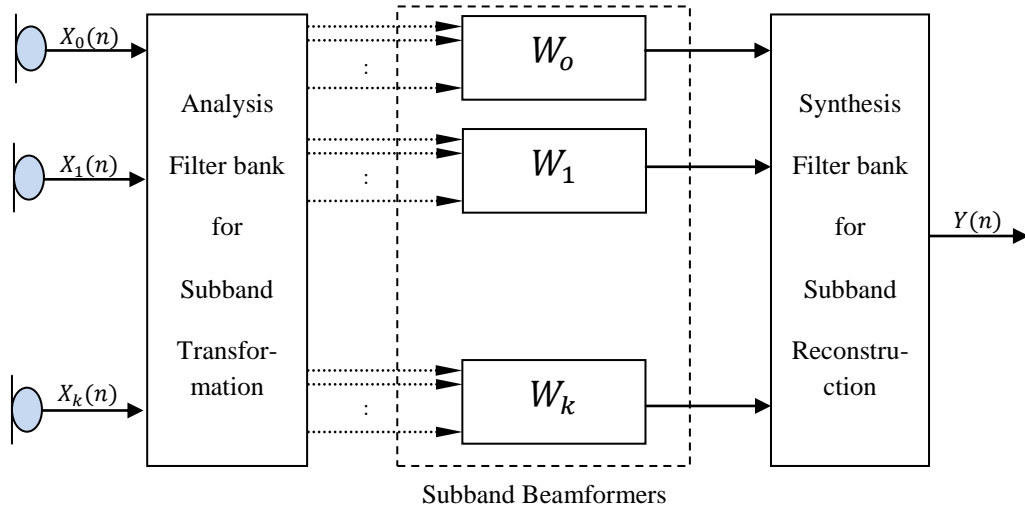 X_0(n)
X_1(n)
X_k(n)
Analysis
Filter bank
for
Subband
Transfor-
mation
:
:
:
W_o
W_1
W_k
Subband Beamformers
Synthesis
Filter bank
for
Subband
Reconstru-
ction
Y(n)